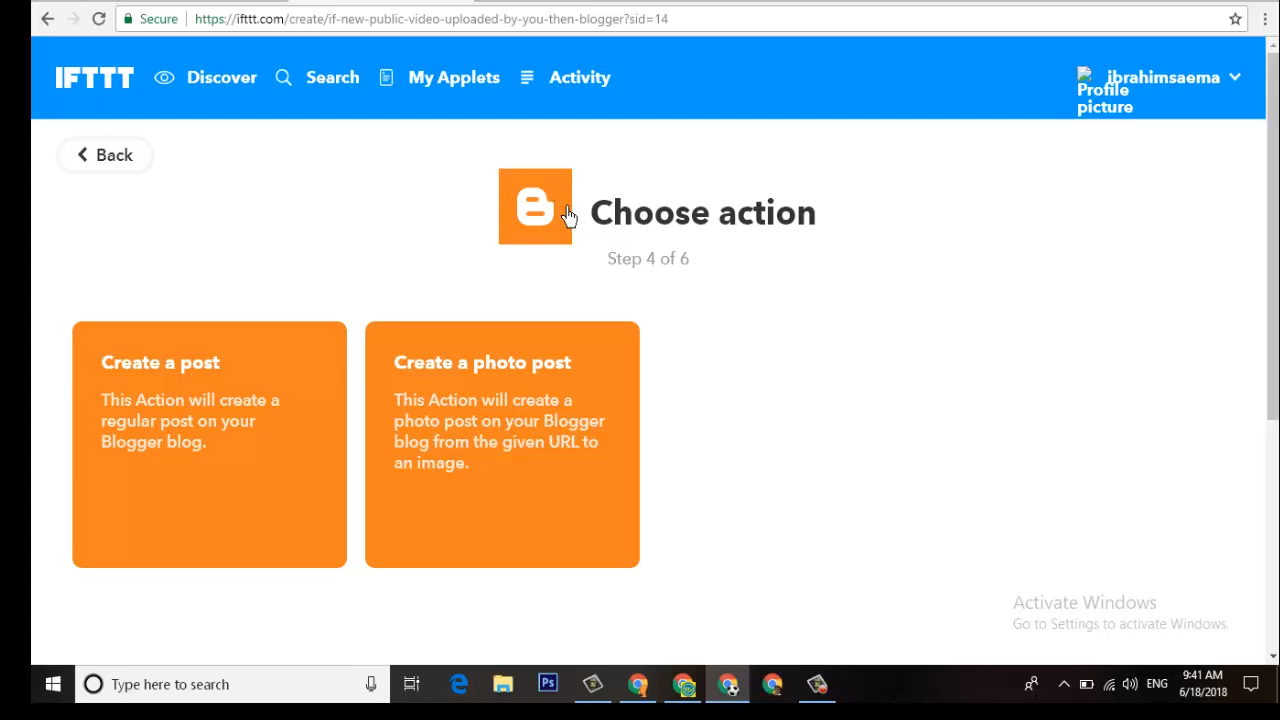 Secure https://ifttt.com/create/if-new-public-video-uploaded-by-you-then-blogger?sid=14
IFTTT Discover Search My Applets Activity
Profile picture ibrahimsaema
Back
Choose action
Step 4 of 6
Create a post
This Action will create a
regular post on your
Blogger blog.
Create a photo post
This Action will create a
photo post on your Blogger
blog from the given URL to
an image.
Activate Windows
Go to Settings to activate Windows.
Type here to search
Ps
ENG
9:41 AM
6/18/2018